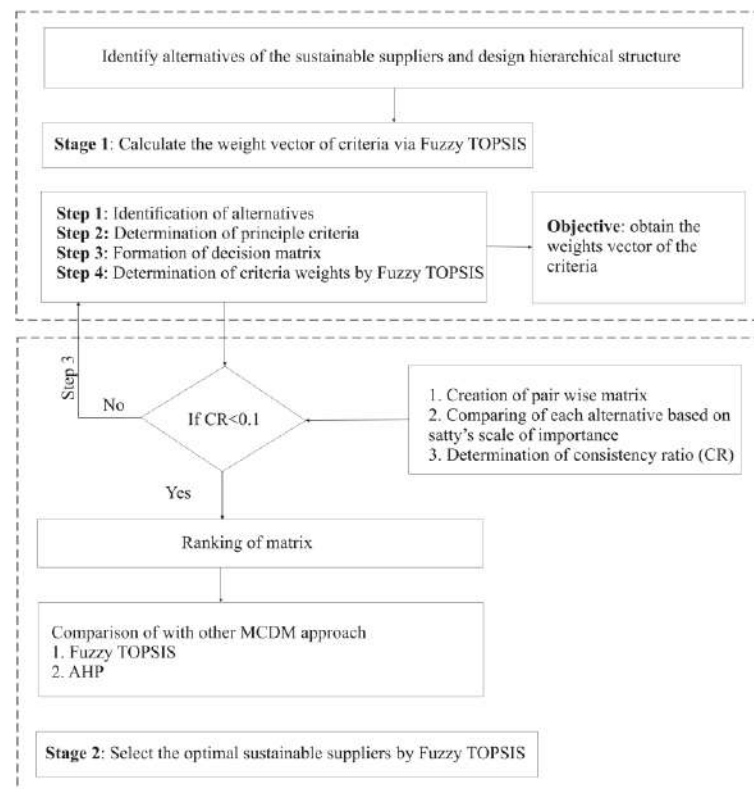 Identify alternatives of the sustainable suppliers and design hierarchical structure
Stage 1: Calculate the weight vector of criteria via Fuzzy TOPSIS
Step 1: Identification of alternatives
Step 2: Determination of principle criteria
Step 3: Formation of decision matrix
Step 4: Determination of criteria weights by Fuzzy TOPSIS
Objective: obtain the
weights vector of the
criteria
Step 3
No
If CR<0.1
1. Creation of pair wise matrix
2. Comparing of each alternative based on
satty's scale of importance
3. Determination of consistency ratio (CR)
Yes
Ranking of matrix
Comparison of with other MCDM approach
1. Fuzzy TOPSIS
2. AHP
Stage 2: Select the optimal sustainable suppliers by Fuzzy TOPSIS